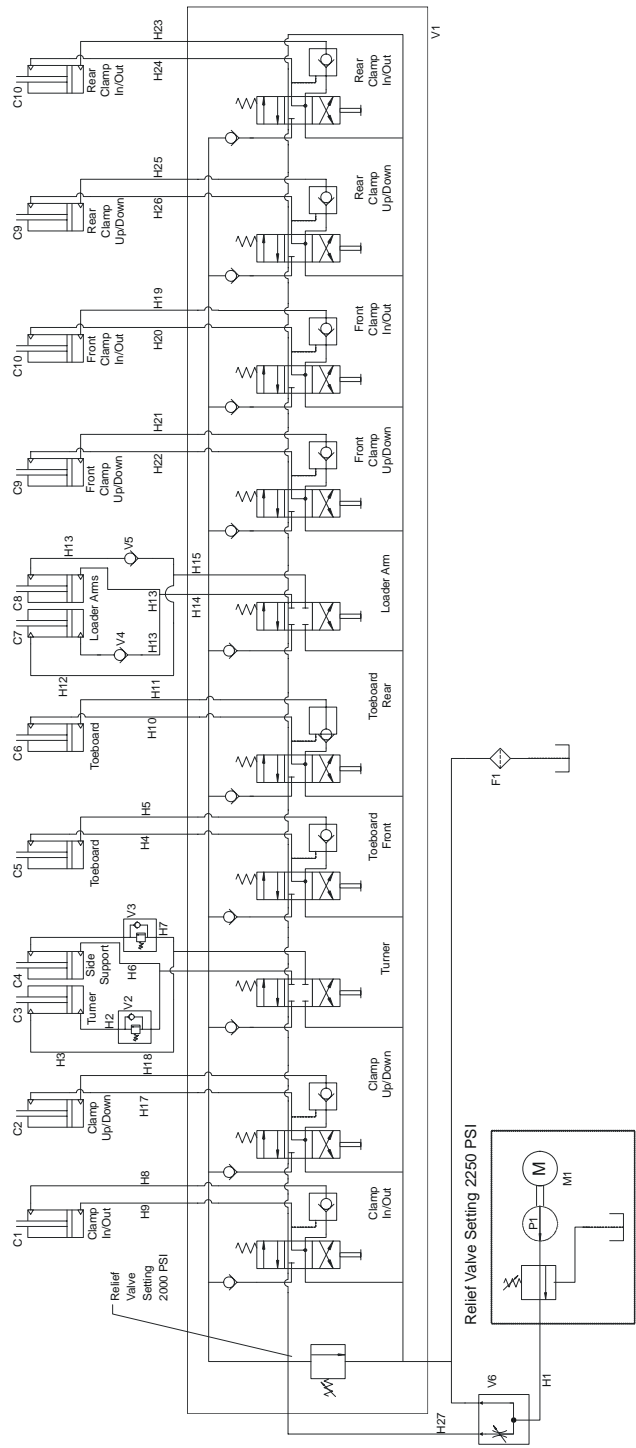 C10
Rear
Clamp
In/Out
H23
H24
C9
Rear
Clamp
Up/Down
H25
H26
C10
Front
Clamp
In/Out
H19
H20
C9
Front
Clamp
Up/Down
H21
H22
C8
C7
Loader Arms
H13
V5
H13
V4
H13
H12
H15
H14
C6
Toeboard
H11
H10
C5
Toeboard
H5
H4
C4
C3
Side
Support
Turner
V3
H7
H6
H2
V2
H3
H18
C2
Clamp
Up/Down
H17
C1
Clamp
In/Out
H8
H9
V1
Rear
Clamp
In/Out
Rear
Clamp
Up/Down
Front
Clamp
In/Out
Front
Clamp
Up/Down
Loader Arm
Toeboard
Rear
Toeboard
Front
Turner
Clamp
Up/Down
Clamp
In/Out
Relief
Valve
Setting
2000 PSI
F1
Relief Valve Setting 2250 PSI
M
M1
P1
V6
H1
H27